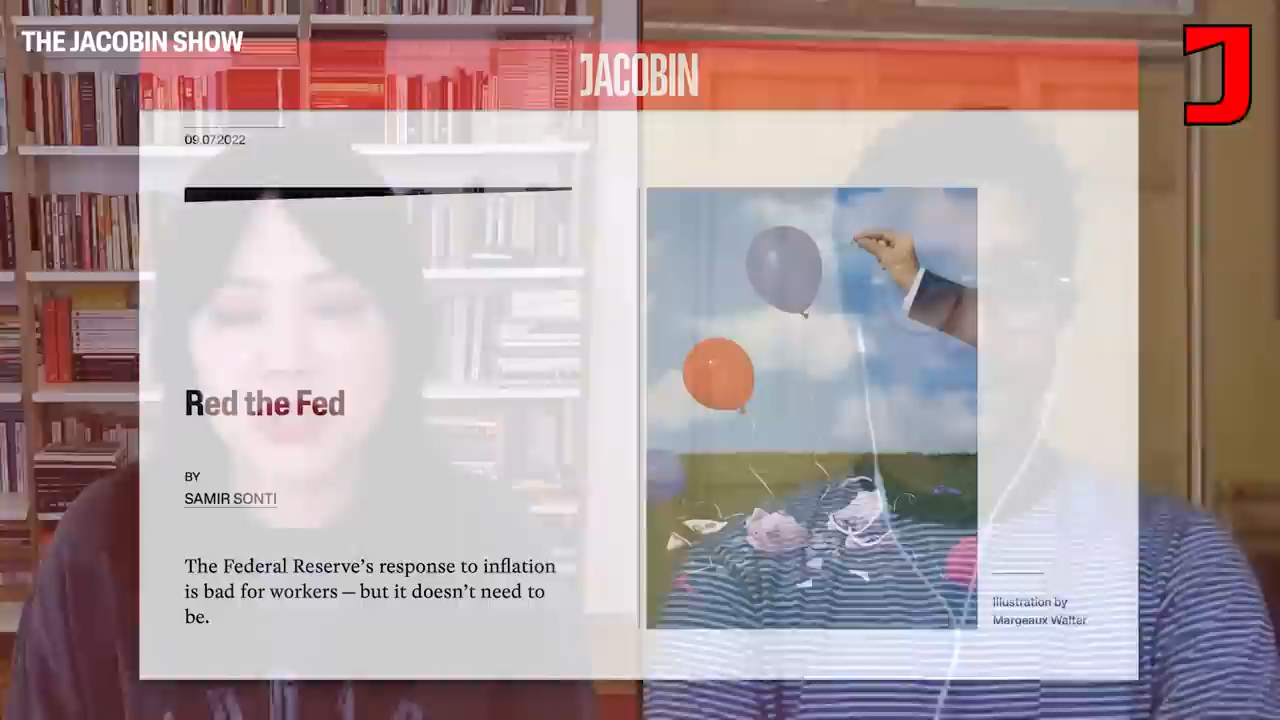 THE JACOBIN SHOW
J
JACOBIN
09.07.2022
Red the Fed
BY
SAMIR SONTI
The Federal Reserve's response to inflation
is bad for workers — but it doesn't need to
be.
Illustration by
Margeaux Walter